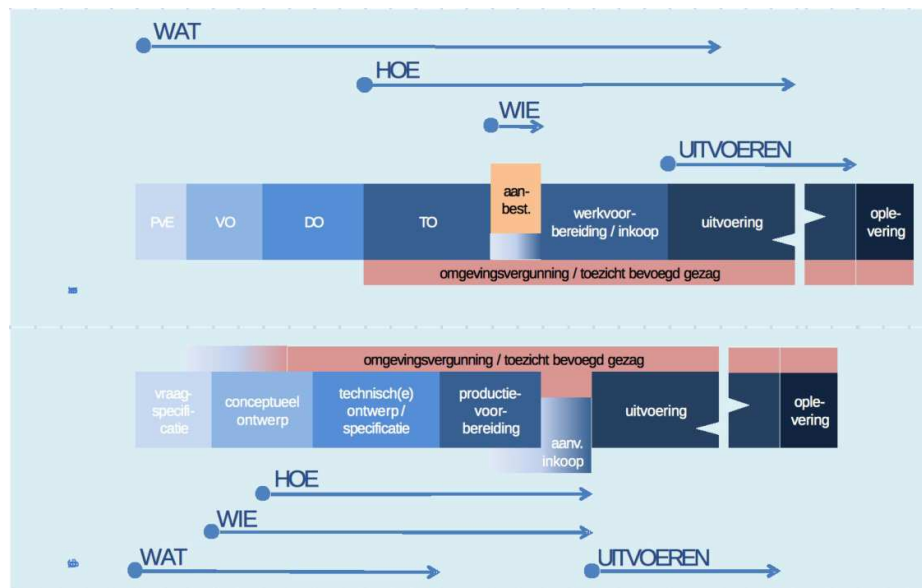 WAT
HOE
WIE
UITVOEREN
aan-
best.
PvE
VO
DO
TO
werkvoor-
bereiding / inkoop
uitvoering
ople-
vering
omgevingsvergunning / toezicht bevoegd gezag
omgevingsvergunning / toezicht bevoegd gezag
vraag-
specifi-
catie
conceptueel
ontwerp
technisch(e)
ontwerp /
specificatie
productie-
voor-
bereiding
aanv.
inkoop
uitvoering
ople-
vering
HOE
WIE
WAT
UITVOEREN